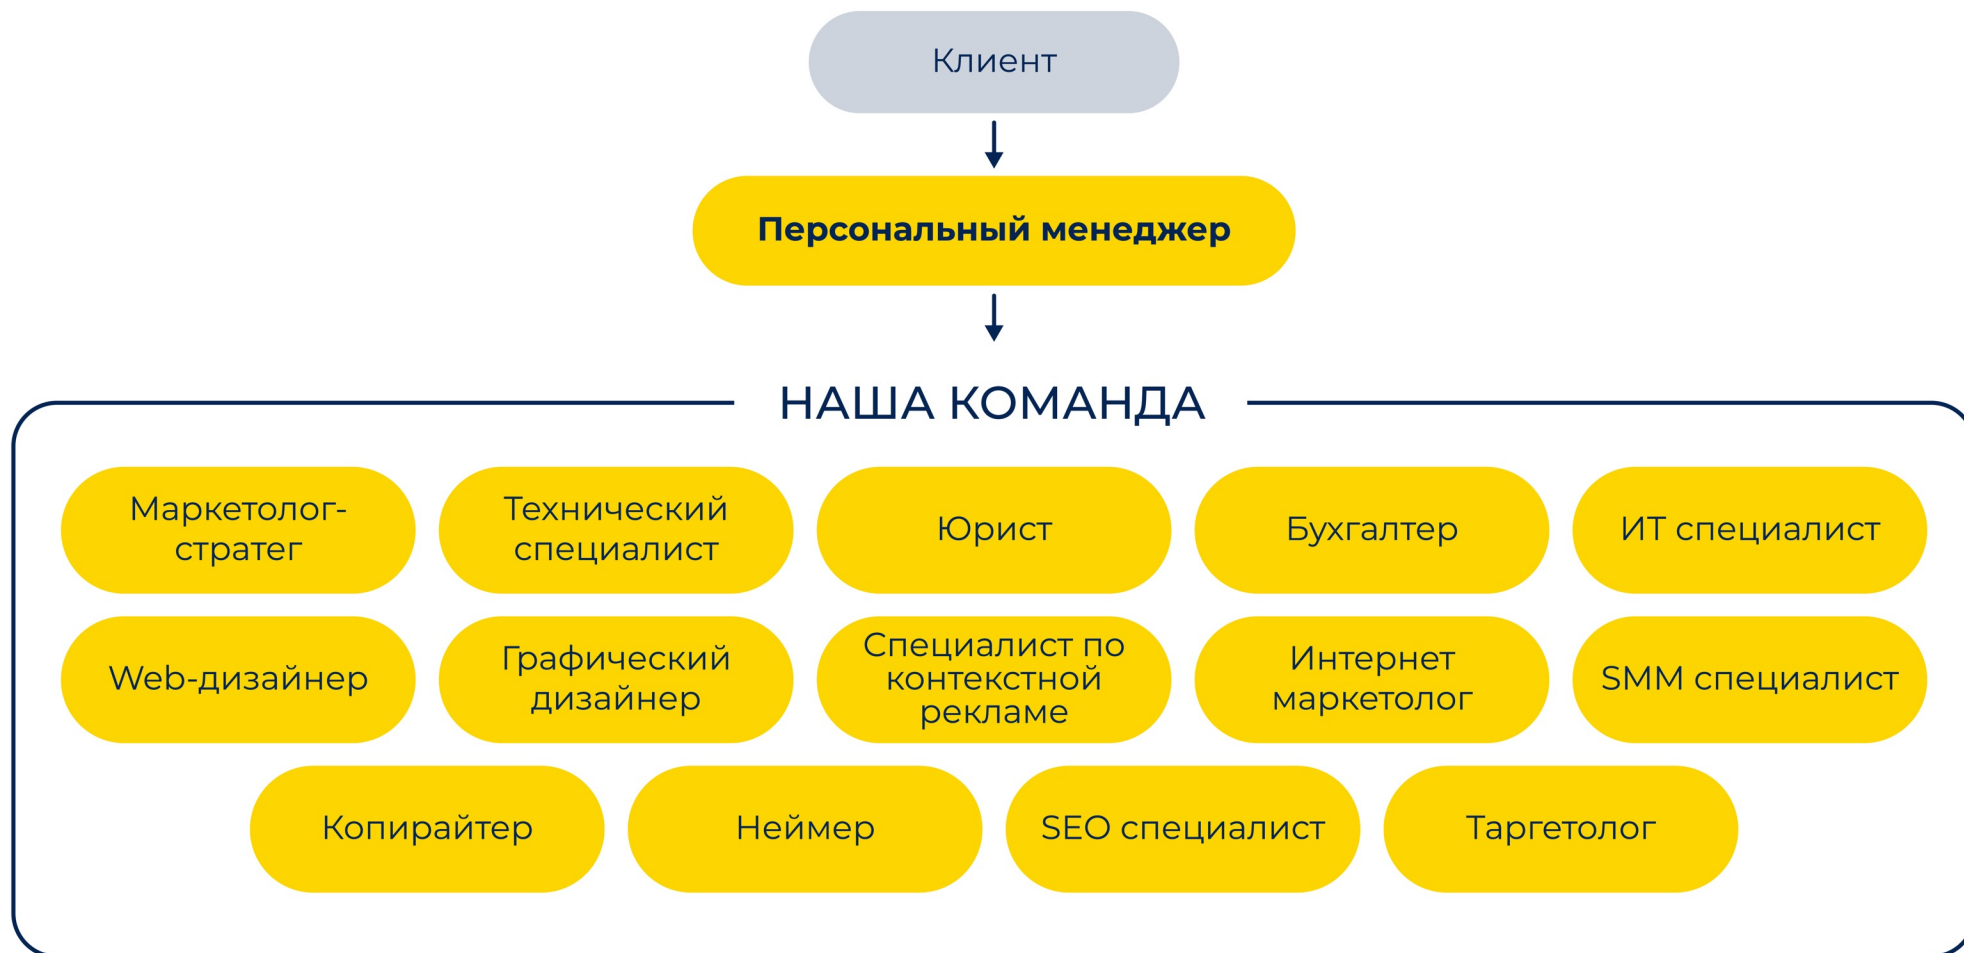 Клиент
Персональный менеджер
НАША КОМАНДА
Маркетолог-
стратег
Технический
специалист
Юрист
Бухгалтер
ИТ специалист
Web-дизайнер
Графический
дизайнер
Специалист по
контекстной
рекламе
Интернет
маркетолог
SMM специалист
Копирайтер
Неймер
SEO специалист
Таргетолог